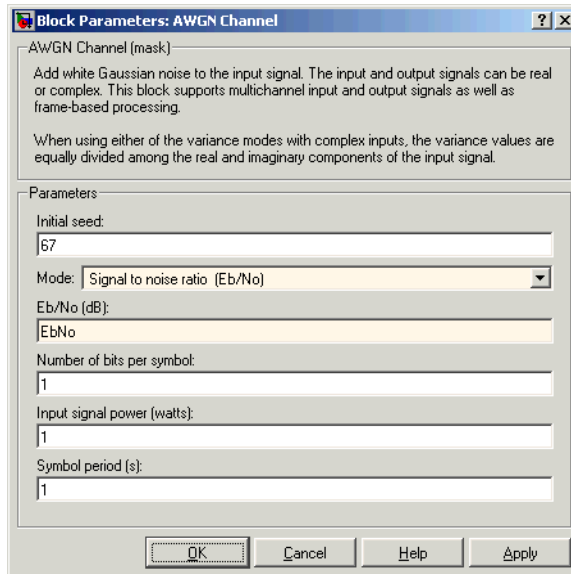 Block Parameters: AWGN Channel
AWGN Channel (mask)
Add white Gaussian noise to the input signal. The input and output signals can be real
or complex. This block supports multichannel input and output signals as well as
frame-based processing.
When using either of the variance modes with complex inputs, the variance values are
equally divided among the real and imaginary components of the input signal.
Parameters
Initial seed:
67
Mode: Signal to noise ratio (Eb/No)
Eb/No (dB):
EbNo
Number of bits per symbol:
1
Input signal power (watts):
1
Symbol period (s):
1
OK Cancel Help Apply